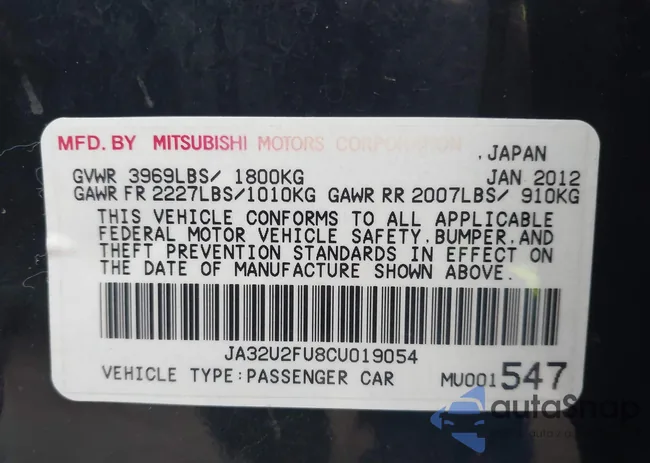 MFD. BY MITSUBISHI MOTORS CORPORATION
, JAPAN
GVWR 3969LBS/ 1800KG JAN 2012
GAWR FR 2227LBS/1010KG GAWR RR 2007LBS/ 910KG
THIS VEHICLE CONFORMS TO ALL APPLICABLE
FEDERAL MOTOR VEHICLE SAFETY, BUMPER, AND
THEFT PREVENTION STANDARDS IN EFFECT ON
THE DATE OF MANUFACTURE SHOWN ABOVE.
JA32U2FU8CU019054
VEHICLE TYPE:PASSENGER CAR MU001547
autaSnap